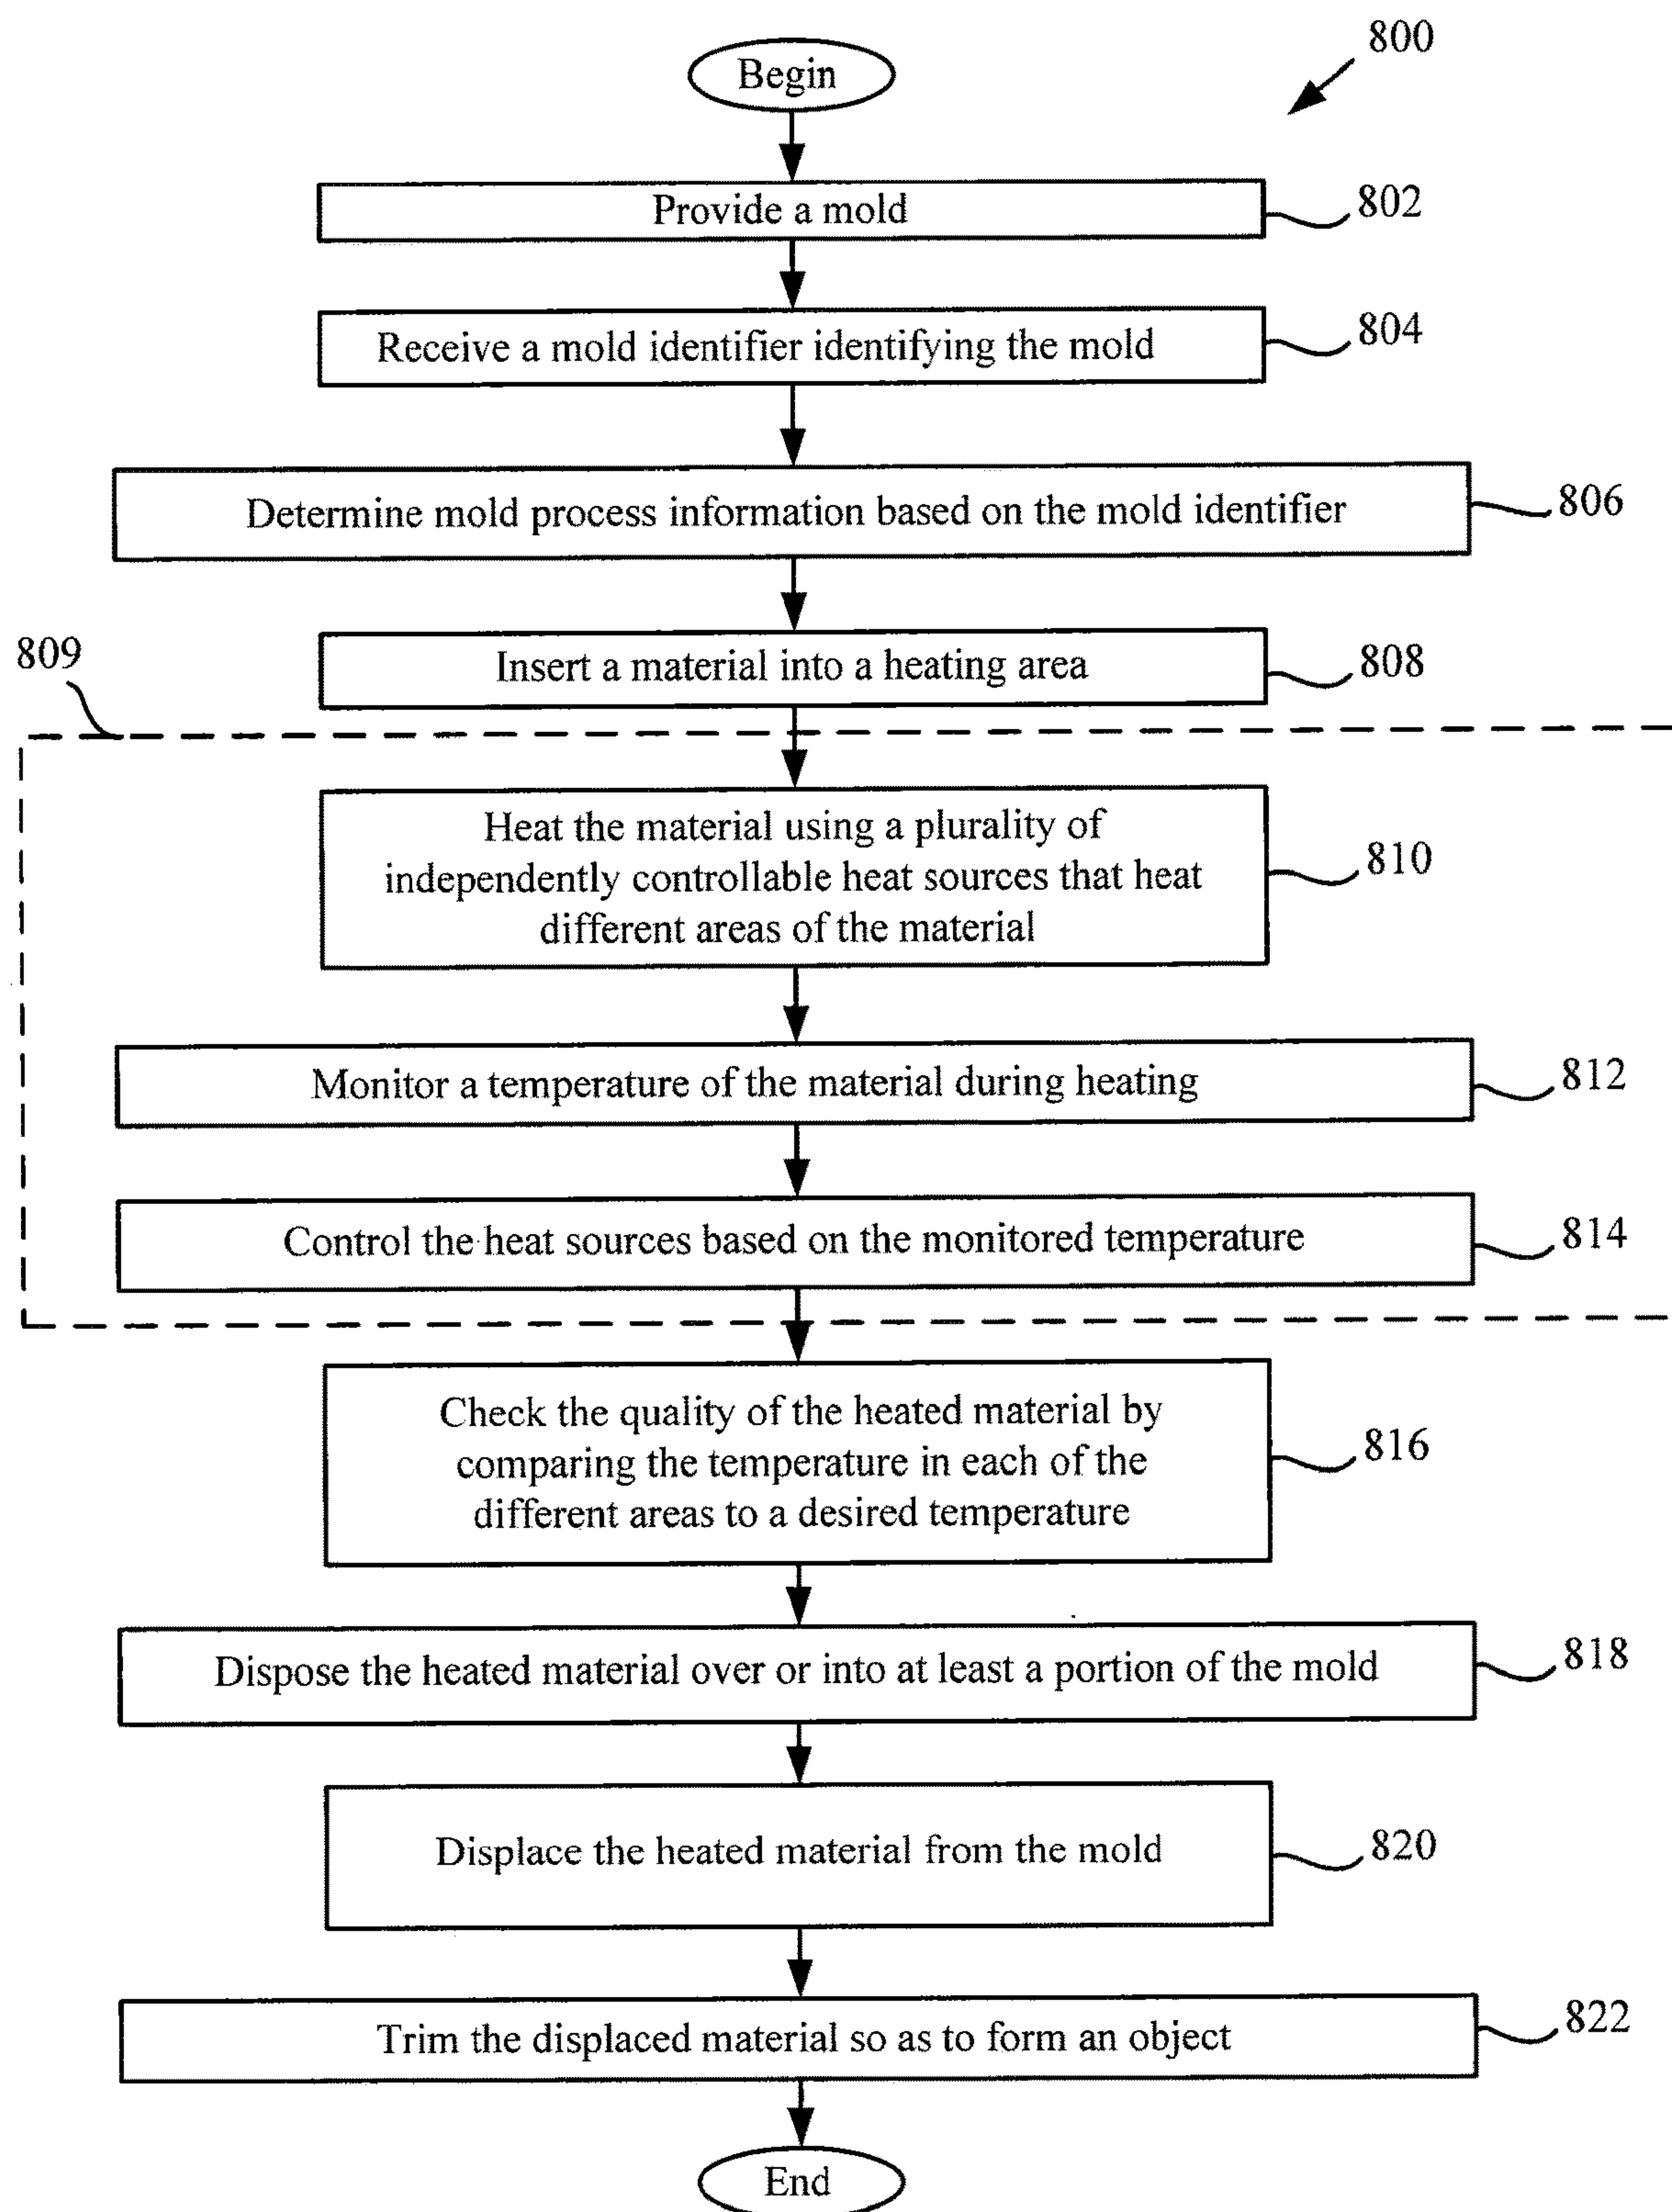 800
Begin
Provide a mold
802
Receive a mold identifier identifying the mold
804
Determine mold process information based on the mold identifier
806
Insert a material into a heating area
808
809
Heat the material using a plurality of
independently controllable heat sources that heat
different areas of the material
810
Monitor a temperature of the material during heating
812
Control the heat sources based on the monitored temperature
814
Check the quality of the heated material by
comparing the temperature in each of the
different areas to a desired temperature
816
Dispose the heated material over or into at least a portion of the mold
818
Displace the heated material from the mold
820
Trim the displaced material so as to form an object
822
End